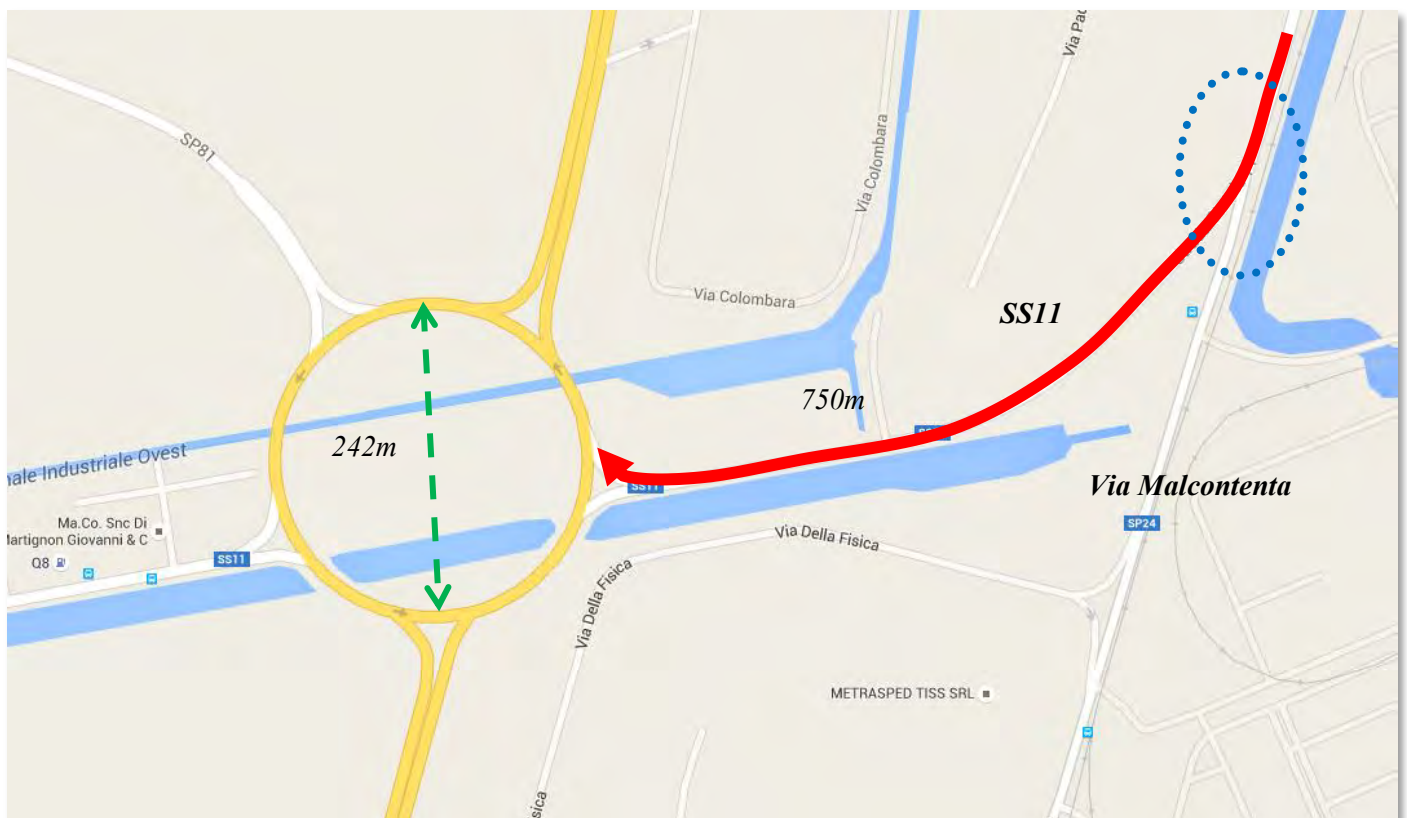 Via Pad
SP81
Via Colombara
Via Colombara
SS11
750m
242m
nale Industriale Ovest
SS11
Via Malcontenta
Ma.Co. Snc Di
Martignon Giovanni & C
Q8
SS11
SP24
Via Della Fisica
Via Della Fisica
METRASPED TISS SRL
sica